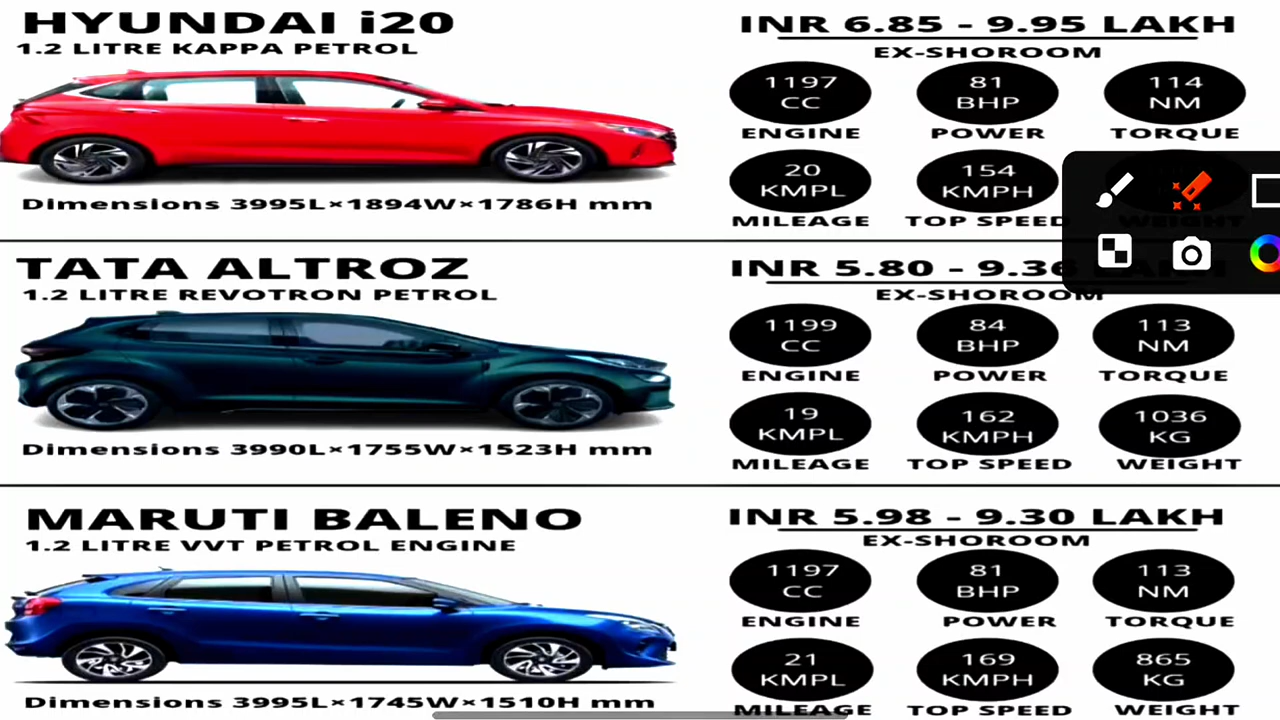 HYUNDAI i20
1.2 LITRE KAPPA PETROL
INR 6.85 - 9.95 LAKH
EX-SHOROOM
1197 CC
81 BHP
114 NM
ENGINE
POWER
TORQUE
20 KMPL
154 KMPH
MILEAGE
TOP SPEED
WEIGHT
Dimensions 3995L×1894W×1786H mm
TATA ALTROZ
1.2 LITRE REVOTRON PETROL
INR 5.80 - 9.36 LAKH
EX-SHOROOM
1199 CC
84 BHP
113 NM
ENGINE
POWER
TORQUE
19 KMPL
162 KMPH
1036 KG
MILEAGE
TOP SPEED
WEIGHT
Dimensions 3990L×1755W×1523H mm
MARUTI BALENO
1.2 LITRE VVT PETROL ENGINE
INR 5.98 - 9.30 LAKH
EX-SHOROOM
1197 CC
81 BHP
113 NM
ENGINE
POWER
TORQUE
21 KMPL
169 KMPH
865 KG
MILEAGE
TOP SPEED
WEIGHT
Dimensions 3995L×1745W×1510H mm